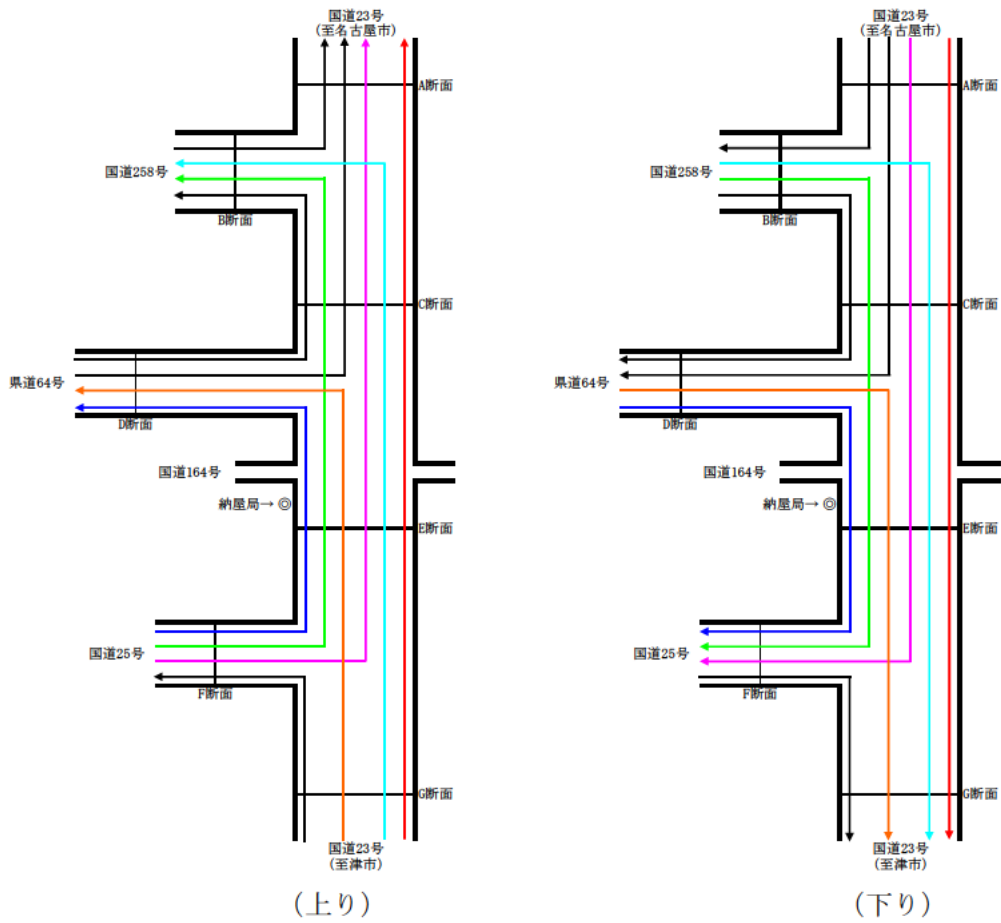 国道23号
(至名古屋市)
A断面
国道258号
B断面
C断面
県道64号
D断面
国道164号
納屋局→◎
E断面
国道25号
F断面
G断面
国道23号
(至津市)
(上り)
国道23号
(至名古屋市)
A断面
国道258号
B断面
C断面
県道64号
D断面
国道164号
納屋局→◎
E断面
国道25号
F断面
G断面
国道23号
(至津市)
(下り)